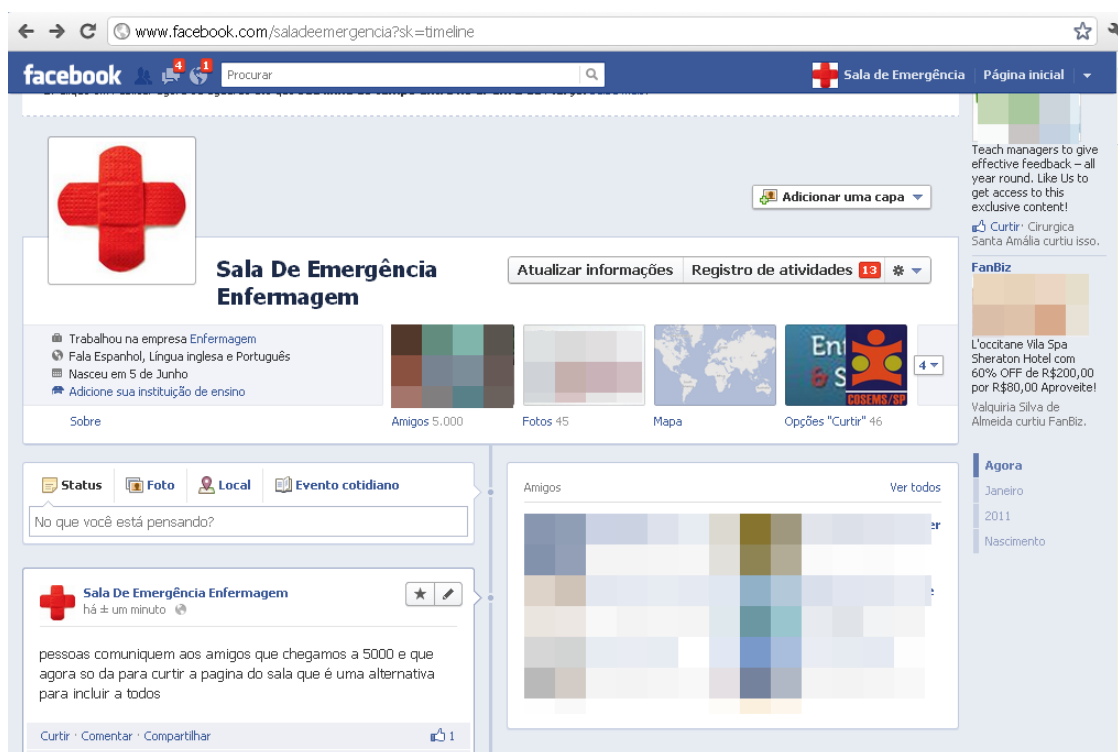 www.facebook.com/saladeemergencia?sk=timeline
facebook
4
1
Procurar
Sala de Emergência
Página inicial
Sala De Emergência
Enfermagem
Adicionar uma capa
Atualizar informações
Registro de atividades 13
Trabalhou na empresa Enfermagem
Fala Espanhol, Língua inglesa e Português
Nasceu em 5 de Junho
Adicione sua instituição de ensino
Sobre
Amigos 5.000
Fotos 45
Mapa
COSEMS/SP
Opções "Curtir" 46
4
Status
Foto
Local
Evento cotidiano
No que você está pensando?
Sala De Emergência Enfermagem
há ± um minuto
pessoas comuniquem aos amigos que chegamos a 5000 e que
agora so da para curtir a pagina do sala que é uma alternativa
para incluir a todos
Curtir · Comentar · Compartilhar
1
Amigos
Ver todos
Teach managers to give
effective feedback – all
year round. Like Us to
get access to this
exclusive content!
Curtir · Cirurgica
Santa Amália curtiu isso.
FanBiz
L'occitane Vila Spa
Sheraton Hotel com
60% OFF de R$200,00
por R$80,00 Aproveite!
Valquiria Silva de
Almeida curtiu FanBiz.
Agora
Janeiro
2011
Nascimento